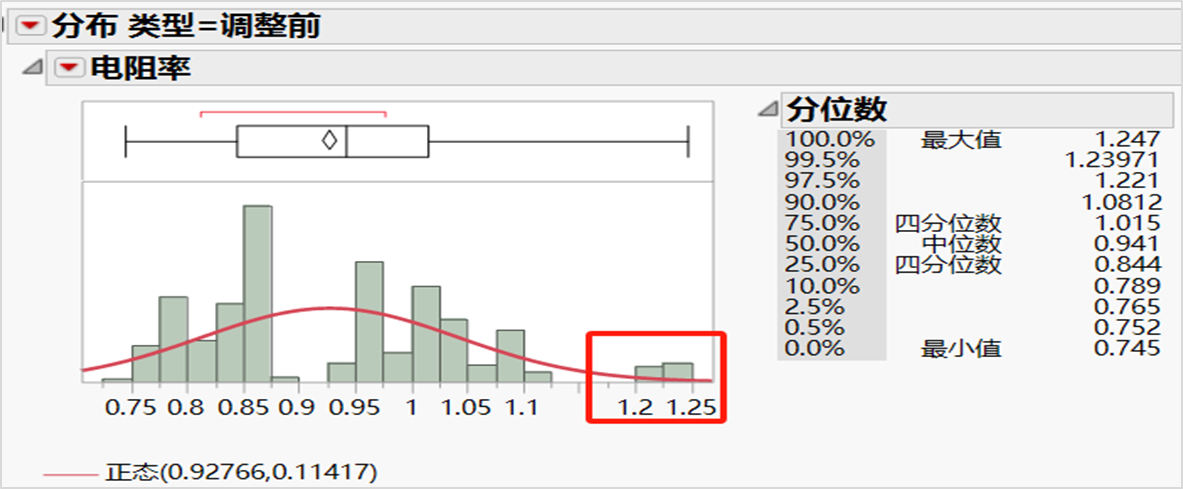 分布 类型=调整前
电阻率
分位数
100.0% 最大值 1.247
99.5% 1.23971
97.5% 1.221
90.0% 1.0812
75.0% 四分位数 1.015
50.0% 中位数 0.941
25.0% 四分位数 0.844
10.0% 0.789
2.5% 0.765
0.5% 0.752
0.0% 最小值 0.745
0.75 0.8 0.85 0.9 0.95 1 1.05 1.1 1.2 1.25
正态(0.92766,0.11417)